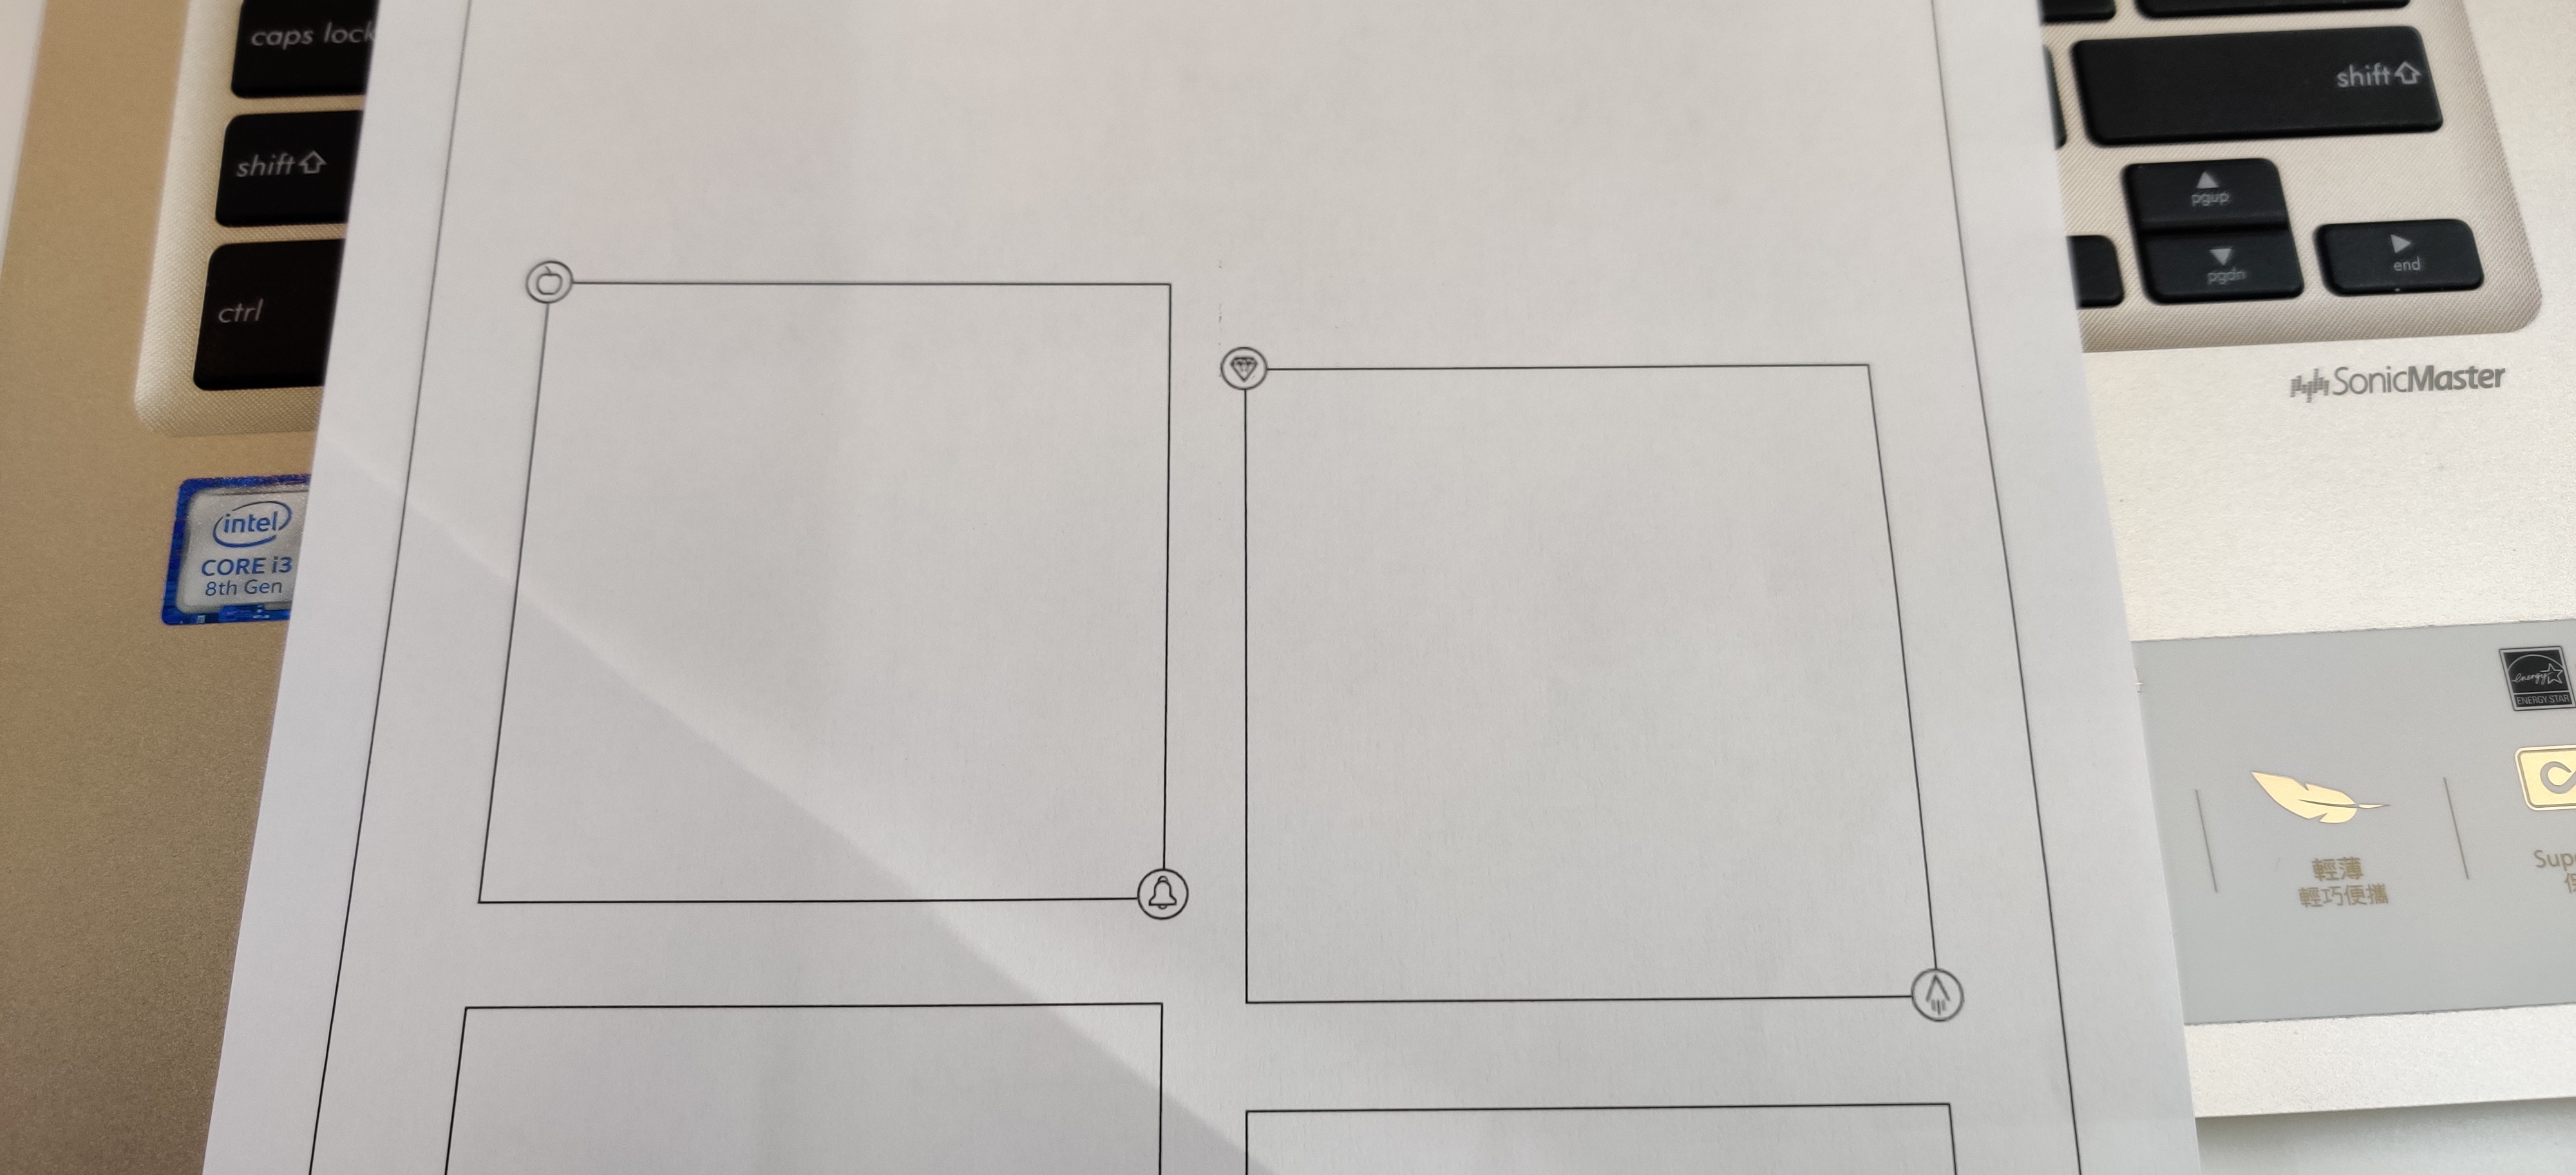 caps lock
shift
ctrl
intel
CORE i3
8th Gen
shift
pgup
pgdn
end
SonicMaster
energy
ENERGY STAR
輕薄
輕巧便攜